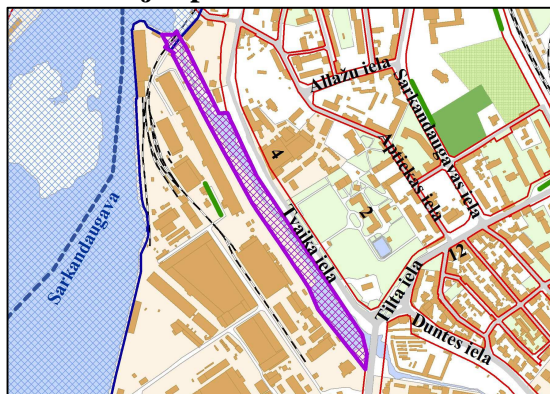 Allažu iela
Sarkandaugavas iela
Aptiekas iela
4
2
Tvaika iela
Sarkandaugava
12
Tilta iela
Duntes iela